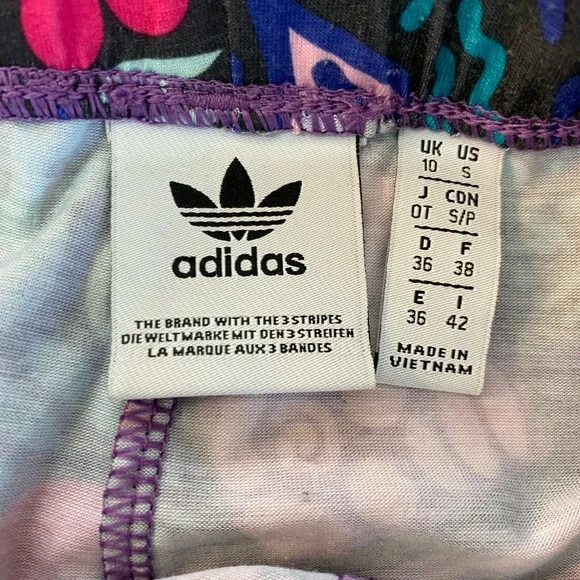 adidas
THE BRAND WITH THE 3 STRIPES
DIE WELTMARKE MIT DEN 3 STREIFEN
LA MARQUE AUX 3 BANDES
UK US
10 S
J CDN
OT S/P
D F
36 38
E I
36 42
MADE IN
VIETNAM